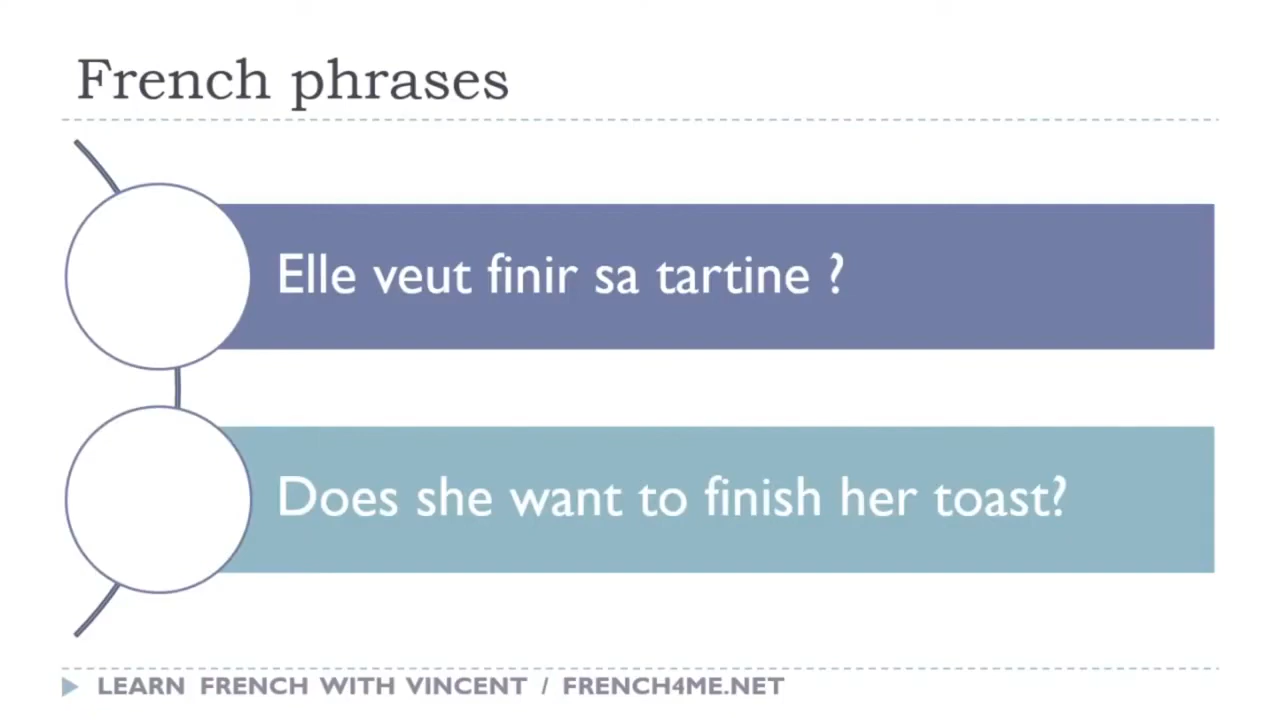 French phrases
Elle veut finir sa tartine ?
Does she want to finish her toast?
LEARN FRENCH WITH VINCENT / FRENCH4ME.NET